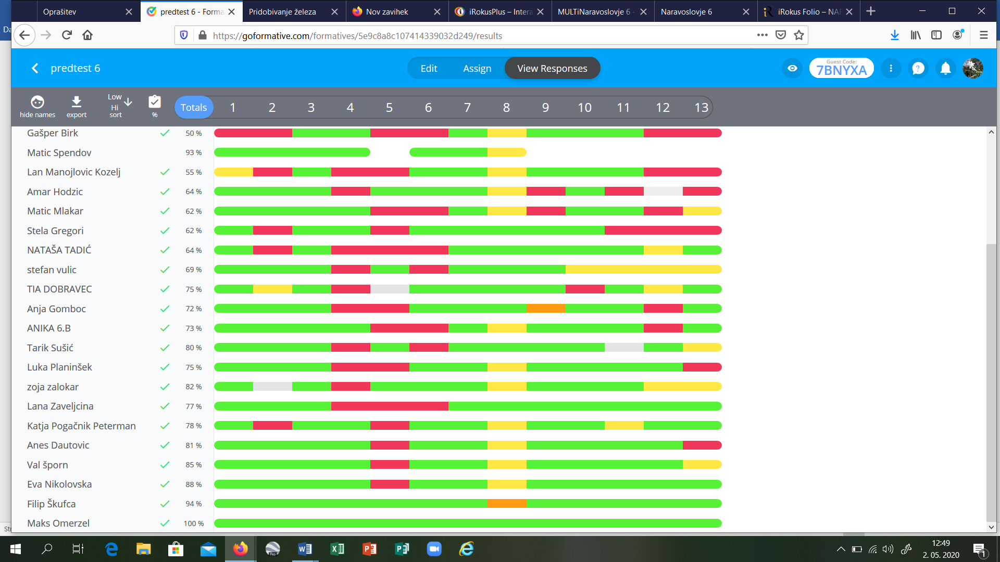 Oprašitev
predtest 6 - Forma
Pridobivanje železa
Nov zavihek
iRokusPlus – Intera
MULTiNaravoslovje 6 -
Naravoslovje 6
iRokus Folio – NAR
Da
https://goformative.com/formatives/5e9c8a8c107414339032d249/results
predtest 6
Edit
Assign
View Responses
Guest Code:
7BNYXA
hide names
export
Low
Hi
sort
%
Totals 1 2 3 4 5 6 7 8 9 10 11 12 13
Gašper Birk 50 %
Matic Spendov 93 %
Lan Manojlovic Kozelj 55 %
Amar Hodzic 64 %
Matic Mlakar 62 %
Stela Gregori 62 %
NATAŠA TADIĆ 64 %
stefan vulic 69 %
TIA DOBRAVEC 75 %
Anja Gomboc 72 %
ANIKA 6.B 73 %
Tarik Sušić 80 %
Luka Planinšek 75 %
zoja zalokar 82 %
Lana Zaveljcina 77 %
Katja Pogačnik Peterman 78 %
Anes Dautovic 81 %
Val šporn 85 %
Eva Nikolovska 88 %
Filip Škufca 94 %
Maks Omerzel 100 %
Str
Pro
12:49
2. 05. 2020
1